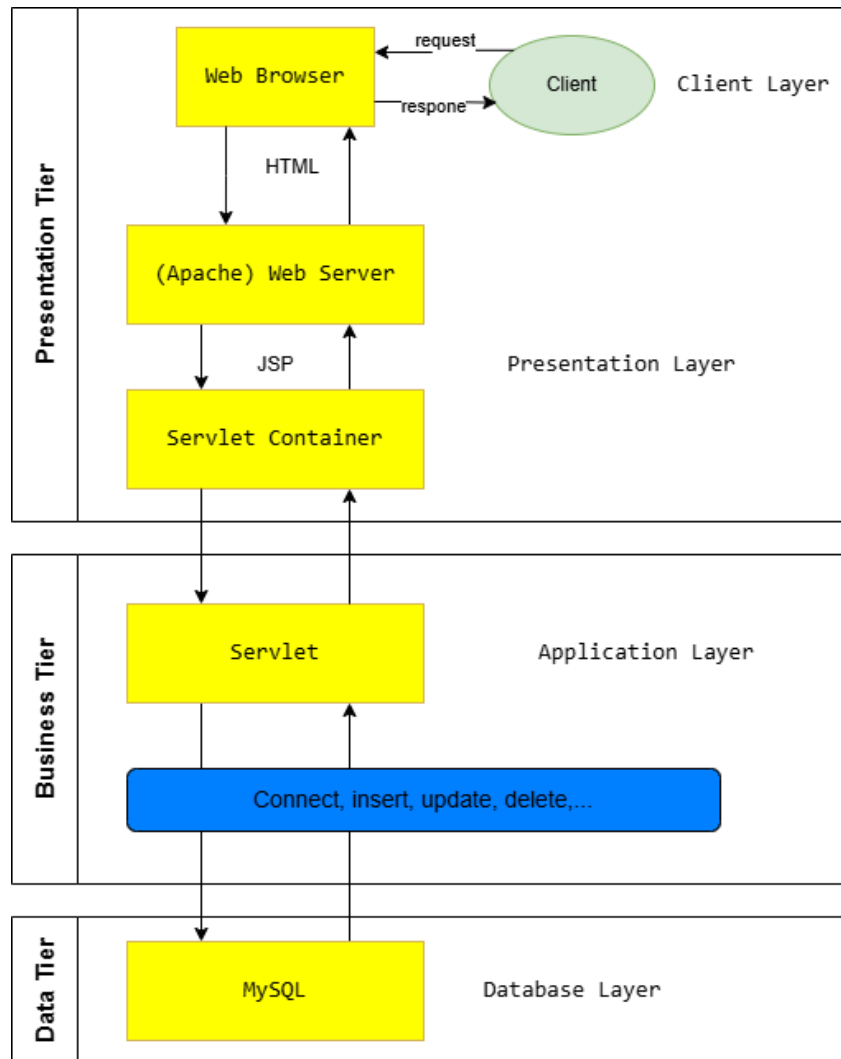 Presentation Tier
request
Web Browser
Client
Client Layer
respone
HTML
(Apache) Web Server
JSP
Presentation Layer
Servlet Container
Business Tier
Servlet
Application Layer
Connect, insert, update, delete,...
Data Tier
MySQL
Database Layer